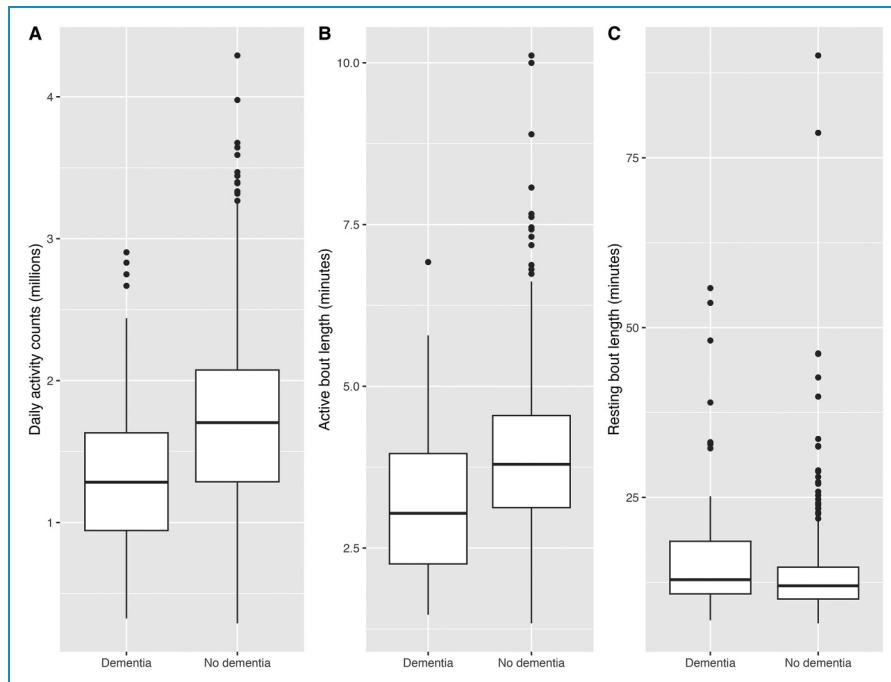 A
Daily activity counts (millions)
4
3
2
1
Dementia
No dementia
B
Active bout length (minutes)
10.0
7.5
5.0
2.5
Dementia
No dementia
C
Resting bout length (minutes)
75
50
25
Dementia
No dementia